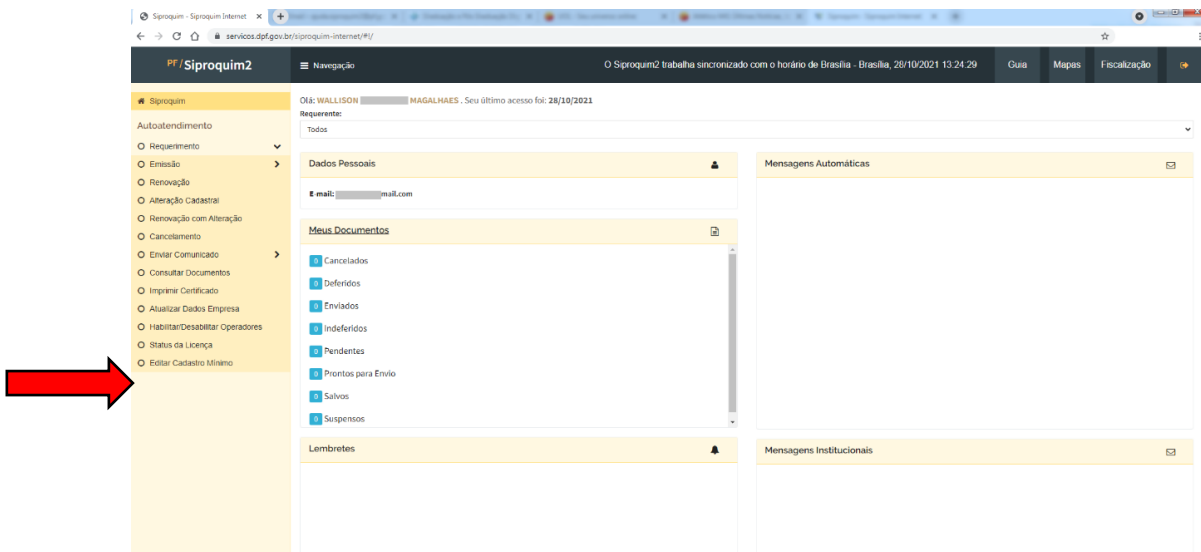 Siproquim - Siproquim Internet
servicos.dpf.gov.br/siproquim-internet/#!/
PF/Siproquim2
Navegação
O Siproquim2 trabalha sincronizado com o horário de Brasília - Brasília, 28/10/2021 13:24:29
Guia
Mapas
Fiscalização
Siproquim
Autoatendimento
Requerimento
Emissão
Renovação
Alteração Cadastral
Renovação com Alteração
Cancelamento
Enviar Comunicado
Consultar Documentos
Imprimir Certificado
Atualizar Dados Empresa
Habilitar/Desabilitar Operadores
Status da Licença
Editar Cadastro Mínimo
Olá: WALLISON MAGALHAES . Seu último acesso foi: 28/10/2021
Requerente:
Todos
Dados Pessoais
E-mail: mail.com
Meus Documentos
0 Cancelados
0 Deferidos
0 Enviados
0 Indeferidos
0 Pendentes
0 Prontos para Envio
0 Salvos
0 Suspensos
Lembretes
Mensagens Automáticas
Mensagens Institucionais